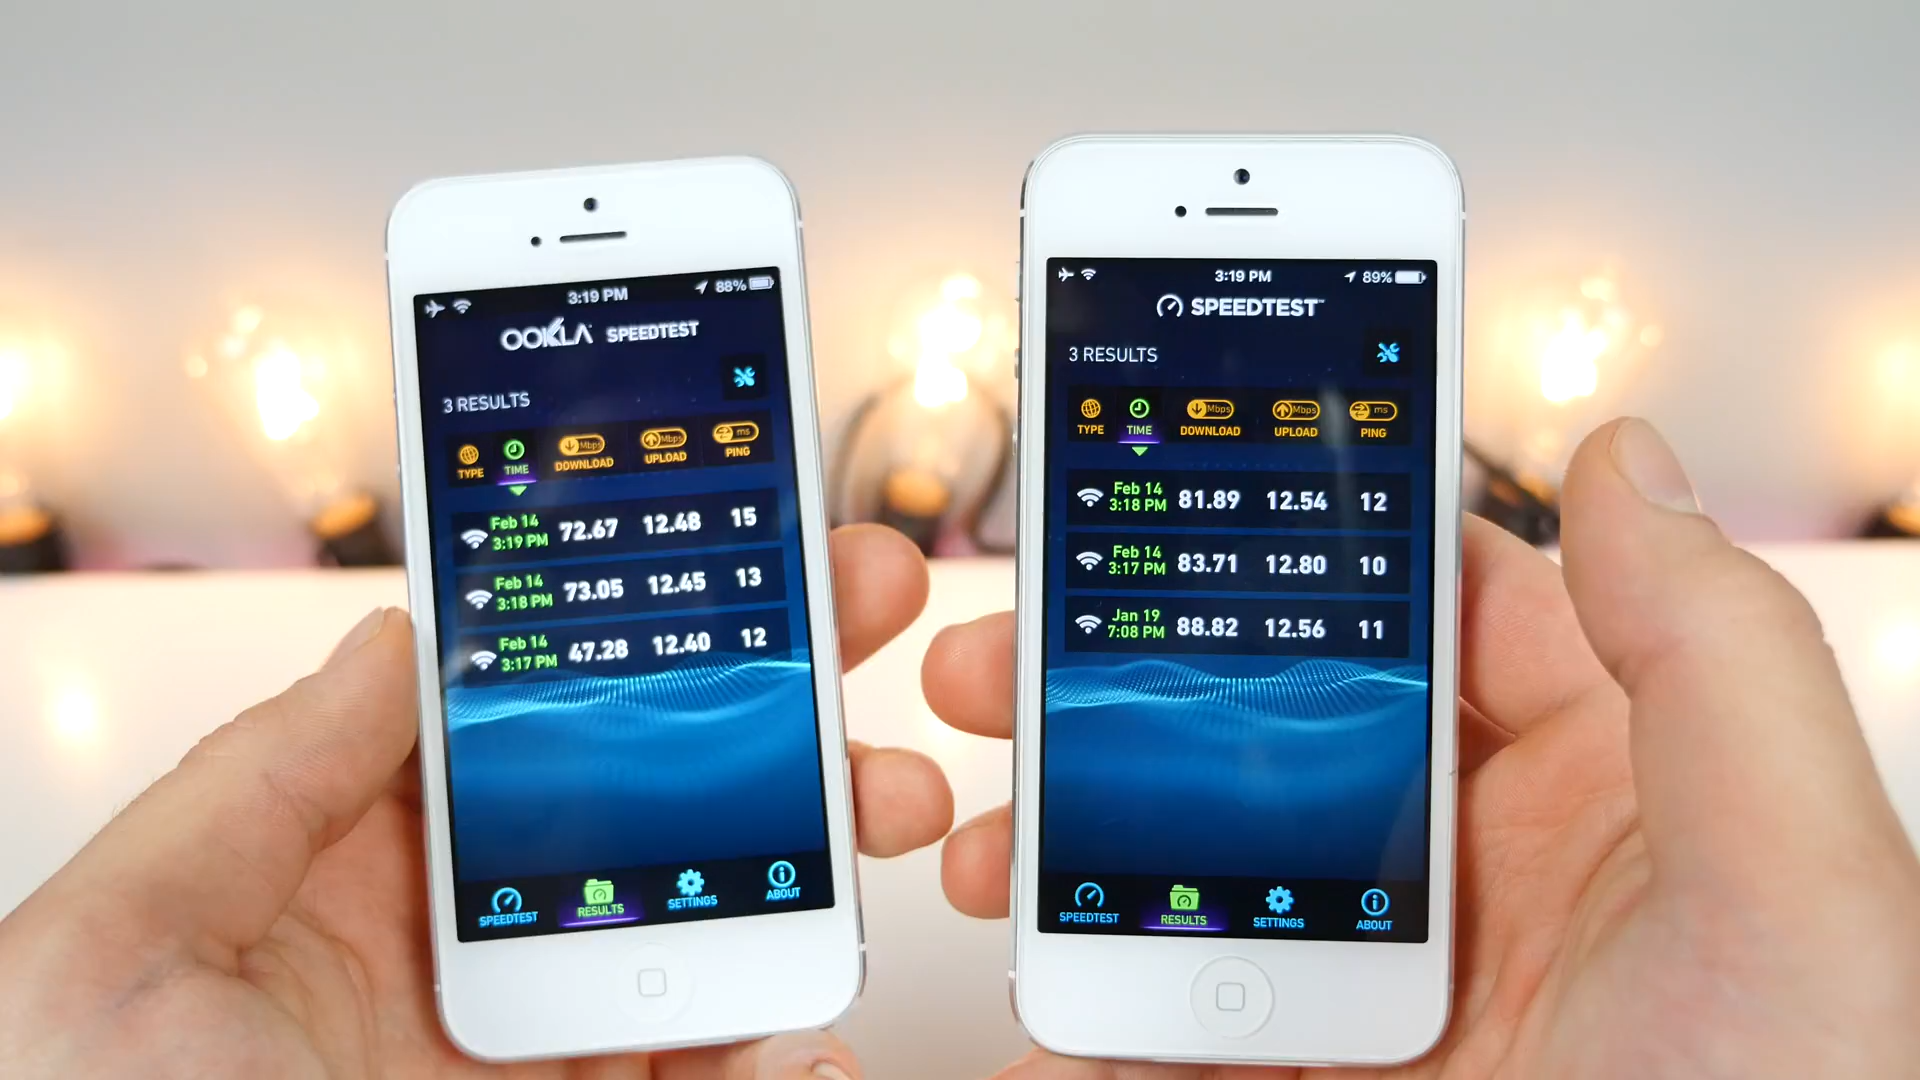 3:19 PM 88%
OOKLA SPEEDTEST
3 RESULTS
TYPE TIME Mbps DOWNLOAD Mbps UPLOAD ms PING
Feb 14 3:19 PM 72.67 12.48 15
Feb 14 3:18 PM 73.05 12.45 13
Feb 14 3:17 PM 47.28 12.40 12
SPEEDTEST RESULTS SETTINGS ABOUT
3:19 PM 89%
SPEEDTEST™
3 RESULTS
TYPE TIME Mbps DOWNLOAD Mbps UPLOAD ms PING
Feb 14 3:18 PM 81.89 12.54 12
Feb 14 3:17 PM 83.71 12.80 10
Jan 19 7:08 PM 88.82 12.56 11
SPEEDTEST RESULTS SETTINGS ABOUT